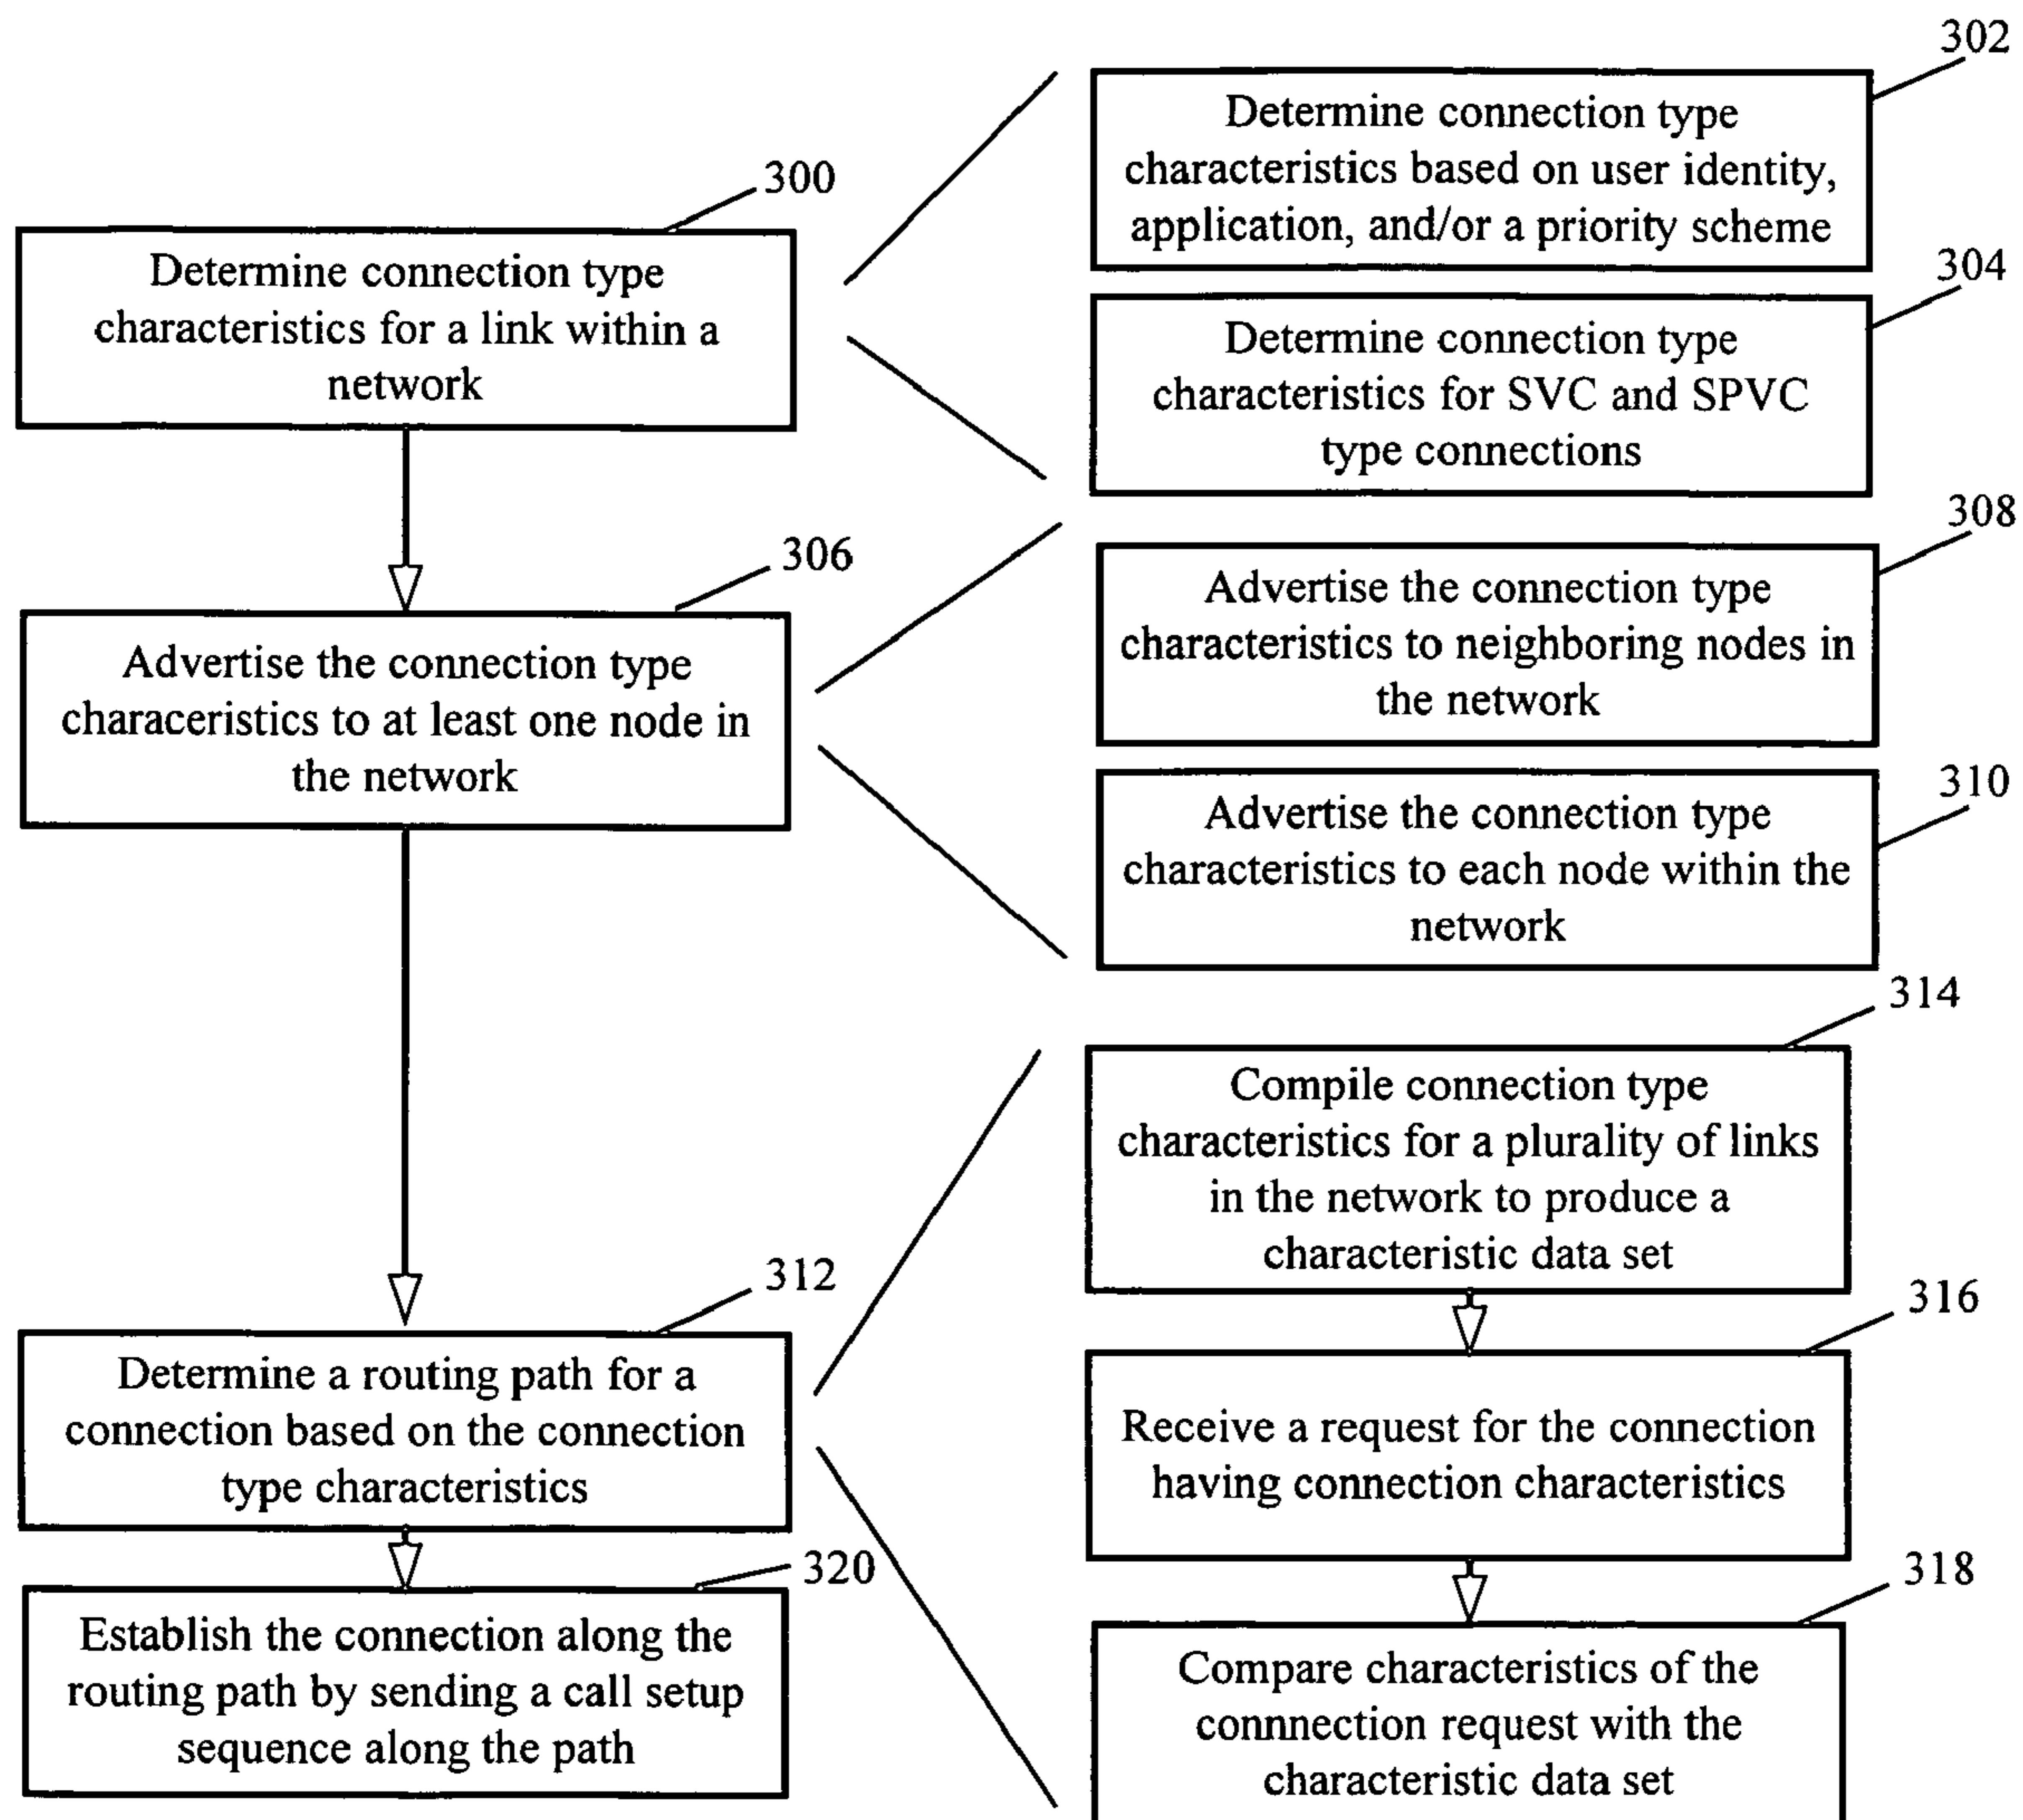 302
Determine connection type
characteristics based on user identity,
application, and/or a priority scheme
300
Determine connection type
characteristics for a link within a
network
304
Determine connection type
characteristics for SVC and SPVC
type connections
308
Advertise the connection type
characteristics to neighboring nodes in
the network
306
Advertise the connection type
characeristics to at least one node in
the network
310
Advertise the connection type
characteristics to each node within the
network
314
Compile connection type
characteristics for a plurality of links
in the network to produce a
characteristic data set
312
Determine a routing path for a
connection based on the connection
type characteristics
316
Receive a request for the connection
having connection characteristics
320
Establish the connection along the
routing path by sending a call setup
sequence along the path
318
Compare characteristics of the
connnection request with the
characteristic data set